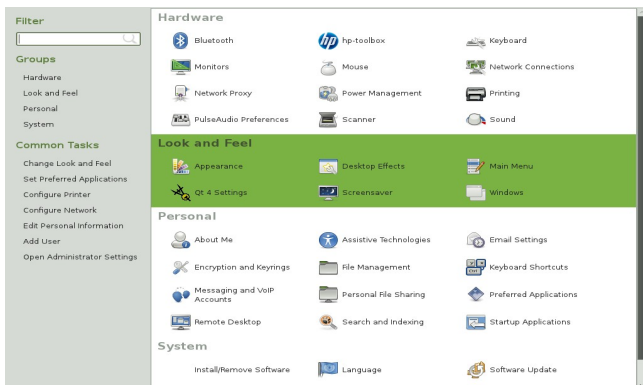 Filter
Groups
Hardware
Look and Feel
Personal
System
Common Tasks
Change Look and Feel
Set Preferred Applications
Configure Printer
Configure Network
Edit Personal Information
Add User
Open Administrator Settings
Hardware
Bluetooth
hp-toolbox
Keyboard
Monitors
Mouse
Network Connections
Network Proxy
Power Management
Printing
PulseAudio Preferences
Scanner
Sound
Look and Feel
Appearance
Desktop Effects
Main Menu
Qt 4 Settings
Screensaver
Windows
Personal
About Me
Assistive Technologies
Email Settings
Encryption and Keyrings
File Management
Keyboard Shortcuts
Messaging and VoIP
Accounts
Personal File Sharing
Preferred Applications
Remote Desktop
Search and Indexing
Startup Applications
System
Install/Remove Software
Language
Software Update